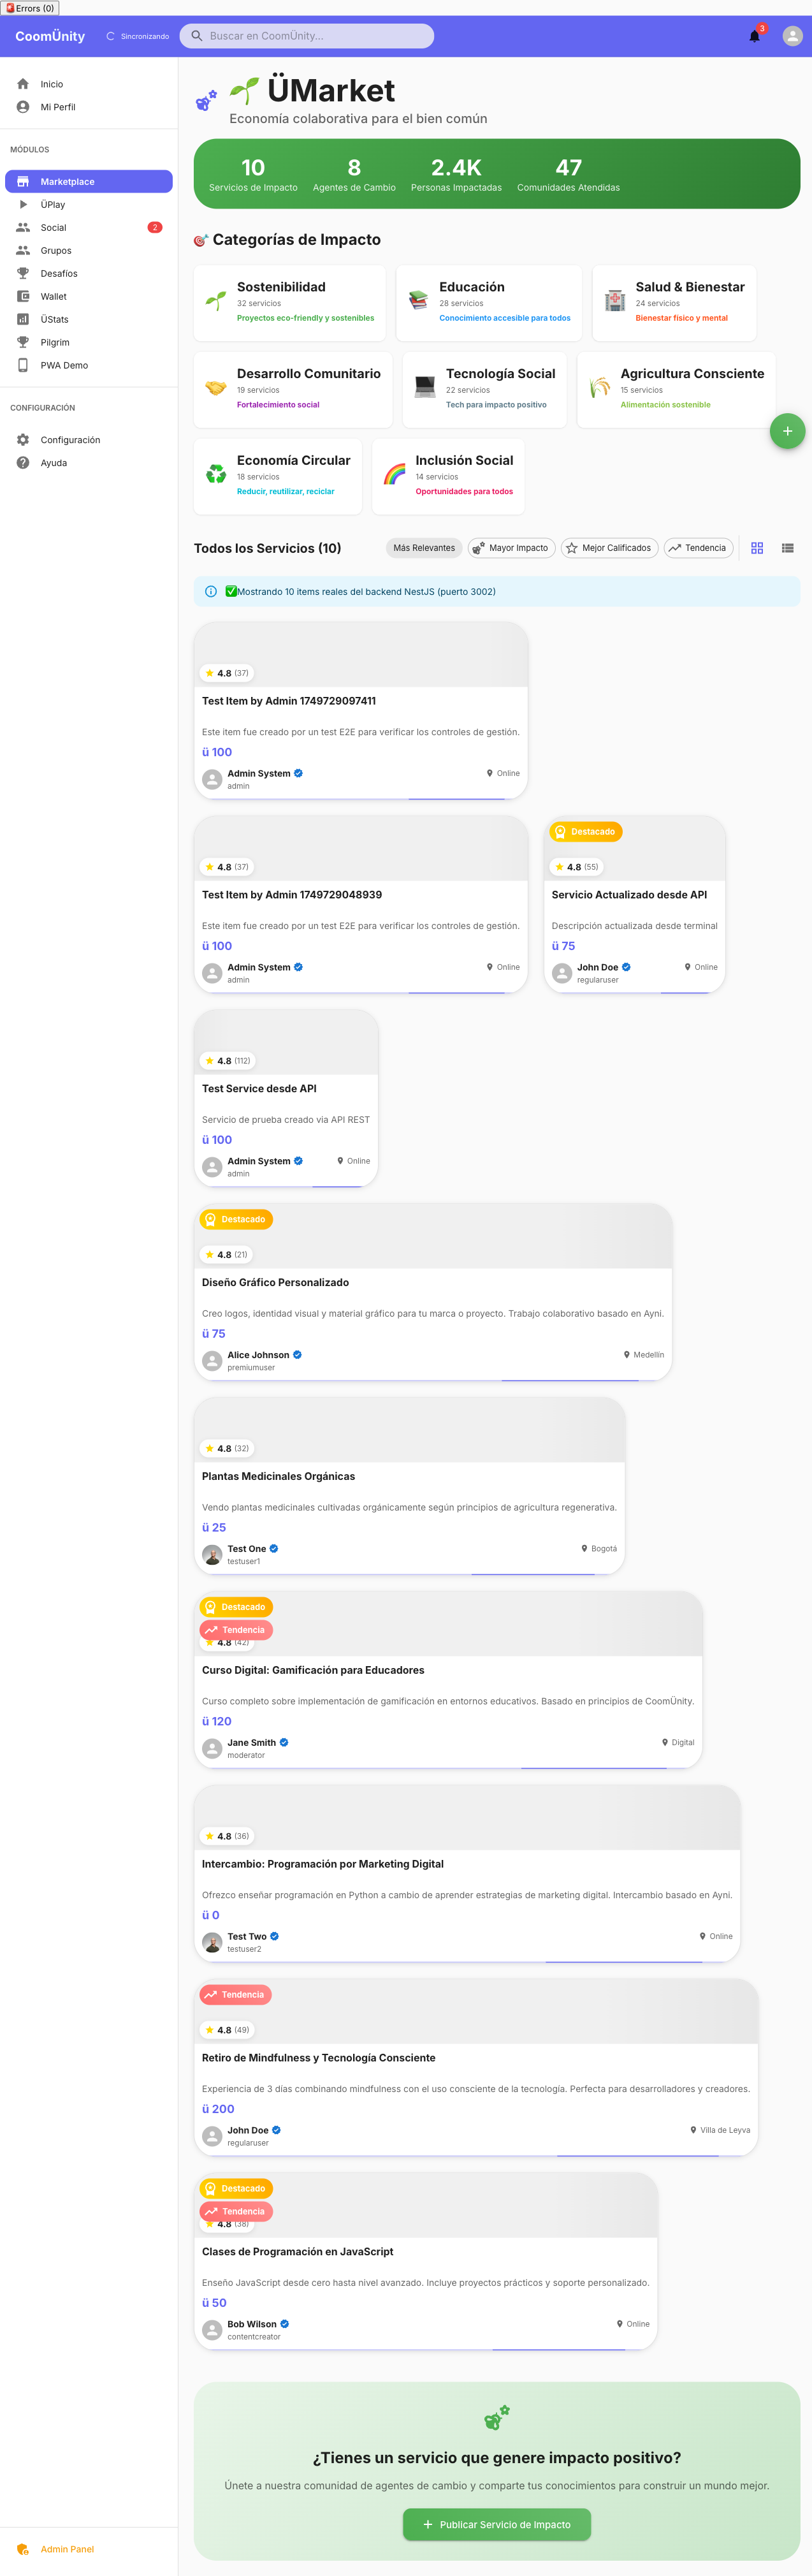 Errors (0)
CoomÜnity
Sincronizando
Buscar en CoomÜnity...
3
Inicio
Mi Perfil
MÓDULOS
Marketplace
ÜPlay
Social
2
Grupos
Desafíos
Wallet
ÜStats
Pilgrim
PWA Demo
CONFIGURACIÓN
Configuración
Ayuda
Admin Panel
ÜMarket
Economía colaborativa para el bien común
10
Servicios de Impacto
8
Agentes de Cambio
2.4K
Personas Impactadas
47
Comunidades Atendidas
Categorías de Impacto
Sostenibilidad
32 servicios
Proyectos eco-friendly y sostenibles
Educación
28 servicios
Conocimiento accesible para todos
Salud & Bienestar
24 servicios
Bienestar físico y mental
Desarrollo Comunitario
19 servicios
Fortalecimiento social
Tecnología Social
22 servicios
Tech para impacto positivo
Agricultura Consciente
15 servicios
Alimentación sostenible
Economía Circular
18 servicios
Reducir, reutilizar, reciclar
Inclusión Social
14 servicios
Oportunidades para todos
Todos los Servicios (10)
Más Relevantes
Mayor Impacto
Mejor Calificados
Tendencia
Mostrando 10 items reales del backend NestJS (puerto 3002)
4.8 (37)
Test Item by Admin 1749729097411
Este item fue creado por un test E2E para verificar los controles de gestión.
ü 100
Admin System
Online
admin
4.8 (37)
Test Item by Admin 1749729048939
Este item fue creado por un test E2E para verificar los controles de gestión.
ü 100
Admin System
Online
admin
Destacado
4.8 (55)
Servicio Actualizado desde API
Descripción actualizada desde terminal
ü 75
John Doe
Online
regularuser
4.8 (112)
Test Service desde API
Servicio de prueba creado via API REST
ü 100
Admin System
Online
admin
Destacado
4.8 (21)
Diseño Gráfico Personalizado
Creo logos, identidad visual y material gráfico para tu marca o proyecto. Trabajo colaborativo basado en Ayni.
ü 75
Alice Johnson
Medellín
premiumuser
4.8 (32)
Plantas Medicinales Orgánicas
Vendo plantas medicinales cultivadas orgánicamente según principios de agricultura regenerativa.
ü 25
Test One
Bogotá
testuser1
Destacado
Tendencia
4.8 (42)
Curso Digital: Gamificación para Educadores
Curso completo sobre implementación de gamificación en entornos educativos. Basado en principios de CoomÜnity.
ü 120
Jane Smith
Digital
moderator
4.8 (36)
Intercambio: Programación por Marketing Digital
Ofrezco enseñar programación en Python a cambio de aprender estrategias de marketing digital. Intercambio basado en Ayni.
ü 0
Test Two
Online
testuser2
Tendencia
4.8 (49)
Retiro de Mindfulness y Tecnología Consciente
Experiencia de 3 días combinando mindfulness con el uso consciente de la tecnología. Perfecta para desarrolladores y creadores.
ü 200
John Doe
Villa de Leyva
regularuser
Destacado
Tendencia
4.8 (38)
Clases de Programación en JavaScript
Enseño JavaScript desde cero hasta nivel avanzado. Incluye proyectos prácticos y soporte personalizado.
ü 50
Bob Wilson
Online
contentcreator
¿Tienes un servicio que genere impacto positivo?
Únete a nuestra comunidad de agentes de cambio y comparte tus conocimientos para construir un mundo mejor.
Publicar Servicio de Impacto